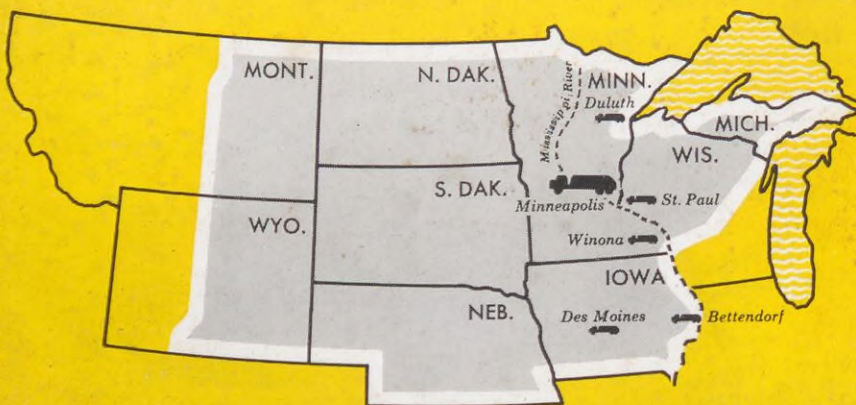 MONT.
N. DAK.
MINN.
Mississippi River
Duluth
MICH.
WIS.
S. DAK.
Minneapolis
St. Paul
WYO.
Winona
IOWA
NEB.
Des Moines
Bettendorf